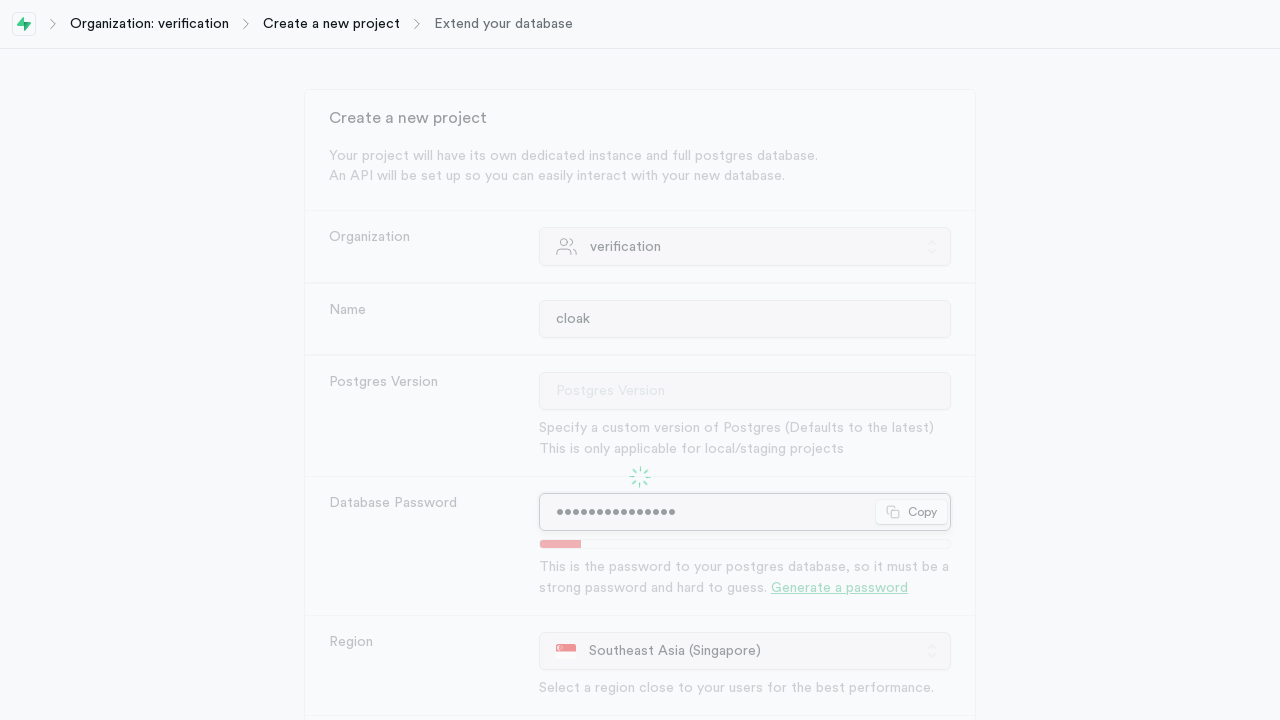 Organization: verification
Create a new project
Extend your database
Create a new project
Your project will have its own dedicated instance and full postgres database.
An API will be set up so you can easily interact with your new database.
Organization
verification
Name
cloak
Postgres Version
Postgres Version
Specify a custom version of Postgres (Defaults to the latest)
This is only applicable for local/staging projects
Database Password
•••••••••••••••
Copy
This is the password to your postgres database, so it must be a
strong password and hard to guess. Generate a password
Region
Southeast Asia (Singapore)
Select a region close to your users for the best performance.